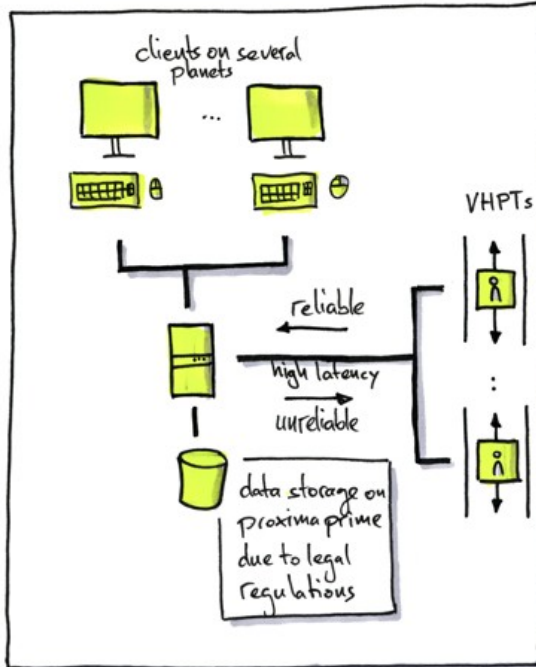 clients on several
planets
...
VHPTs
reliable
high latency
unreliable
data storage on
proxima prime
due to legal
regulations